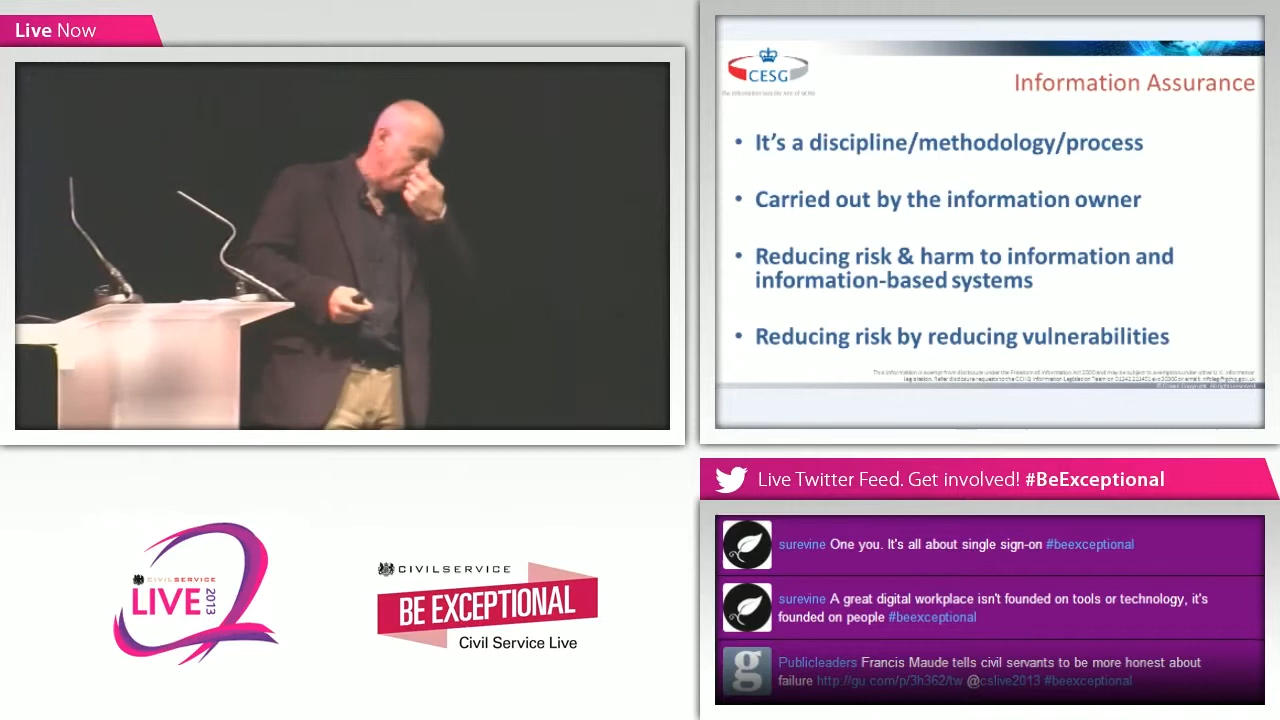 Live Now
CESG
Information Assurance
• It's a discipline/methodology/process
• Carried out by the information owner
• Reducing risk & harm to information and
information-based systems
• Reducing risk by reducing vulnerabilities
Live Twitter Feed. Get involved! #BeExceptional
surevine One you. It's all about single sign-on #beexceptional
surevine A great digital workplace isn't founded on tools or technology, it's
founded on people #beexceptional
Publicleaders Francis Maude tells civil servants to be more honest about
failure http://gu.com/p/3h362/tw @cslive2013 #beexceptional
CIVILSERVICE
LIVE 2013
CIVILSERVICE
BE EXCEPTIONAL
Civil Service Live